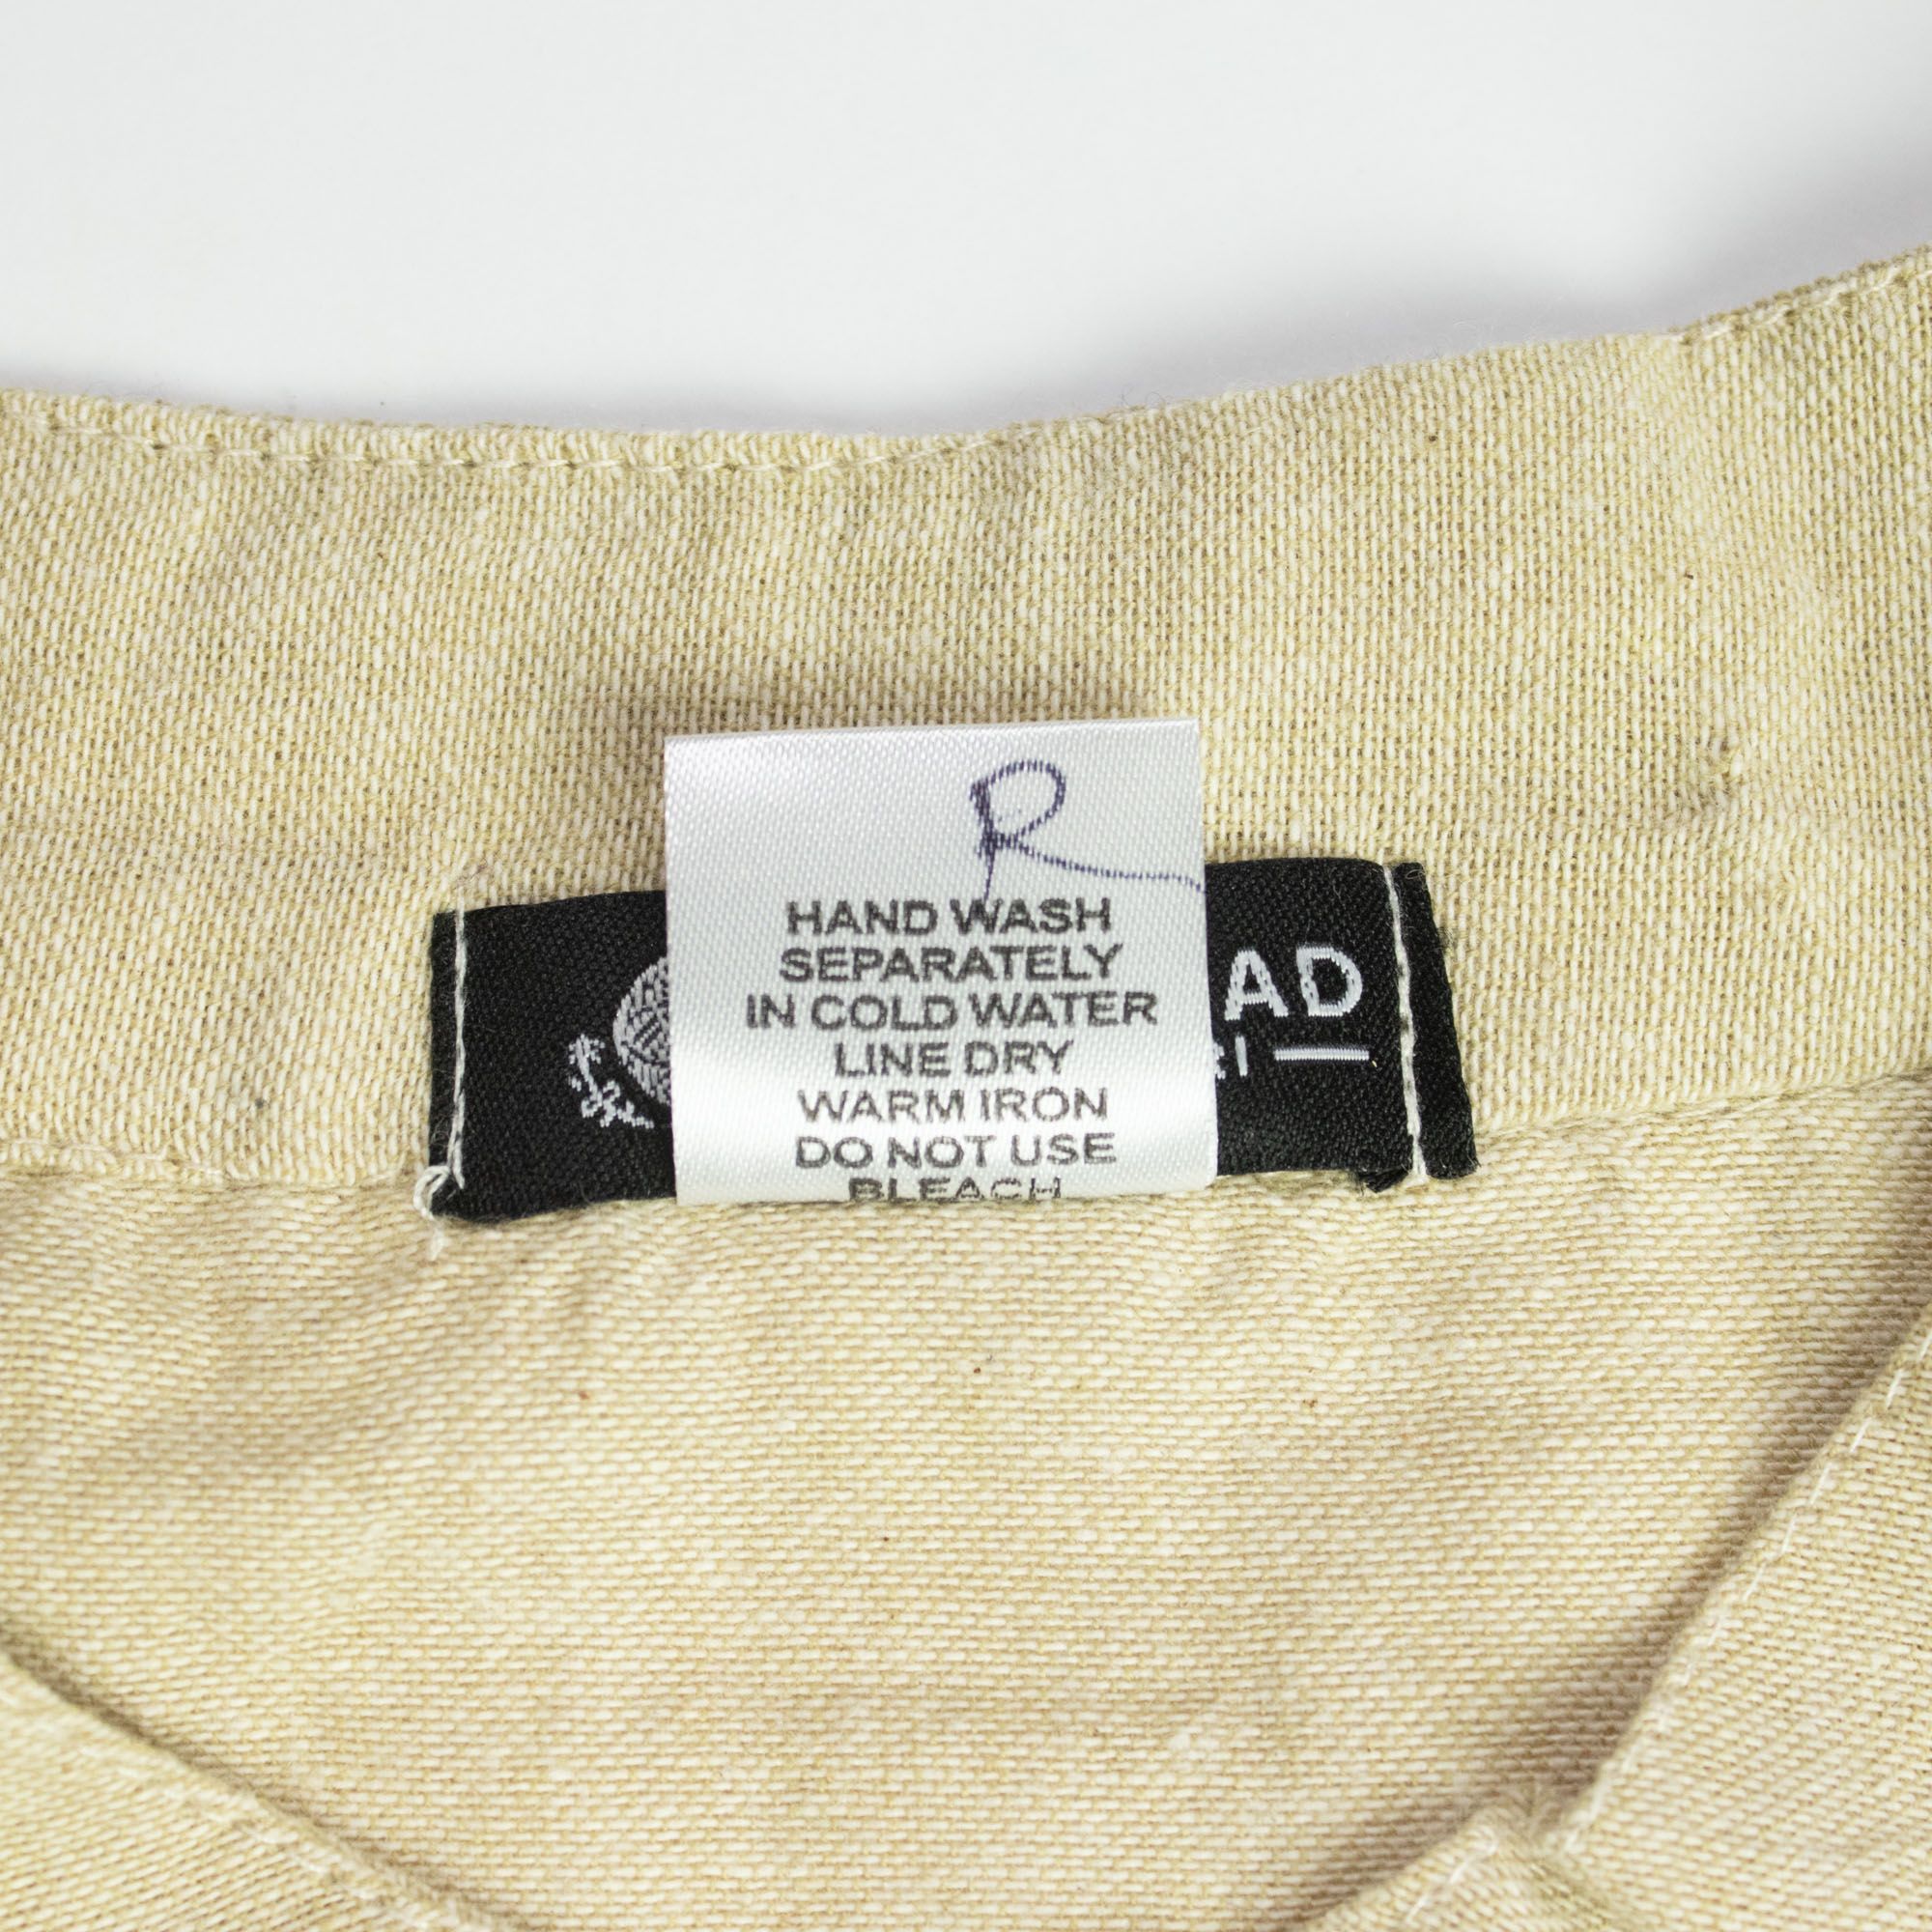 R
HAND WASH
SEPARATELY
IN COLD WATER
LINE DRY
WARM IRON
DO NOT USE
BLEACH
AD